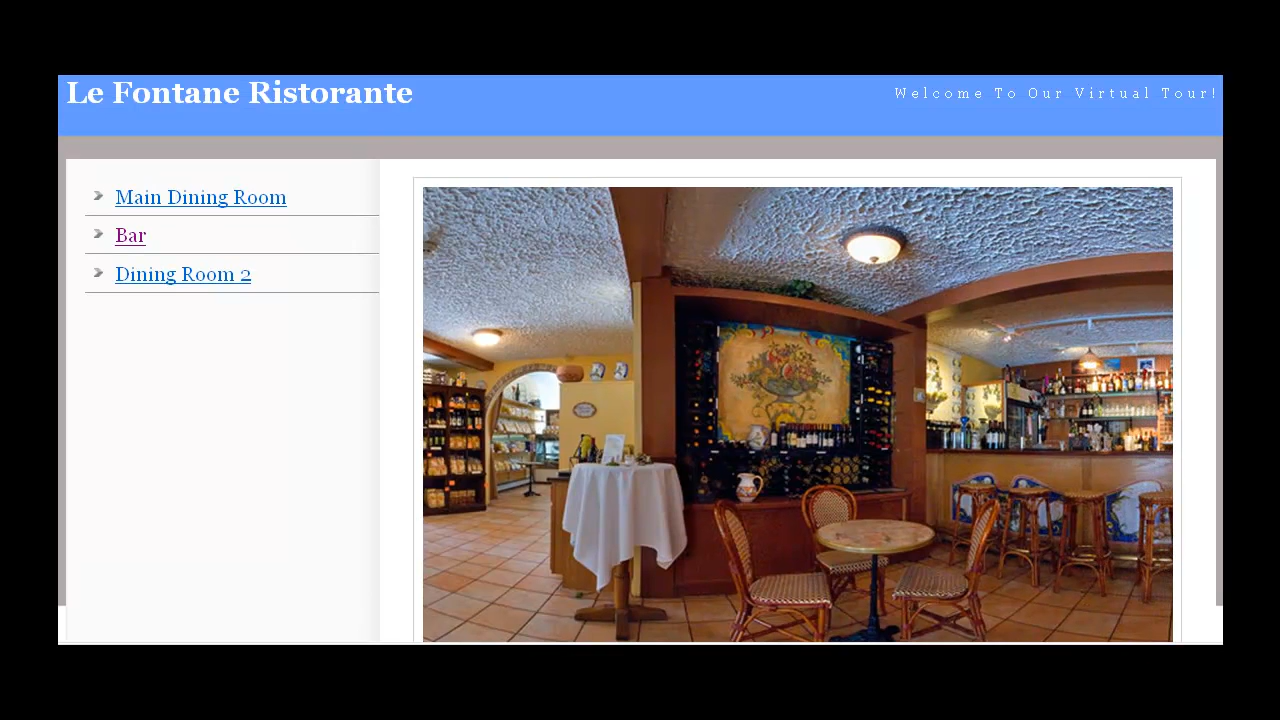 Le Fontane Ristorante
Welcome To Our Virtual Tour!
Main Dining Room
Bar
Dining Room 2